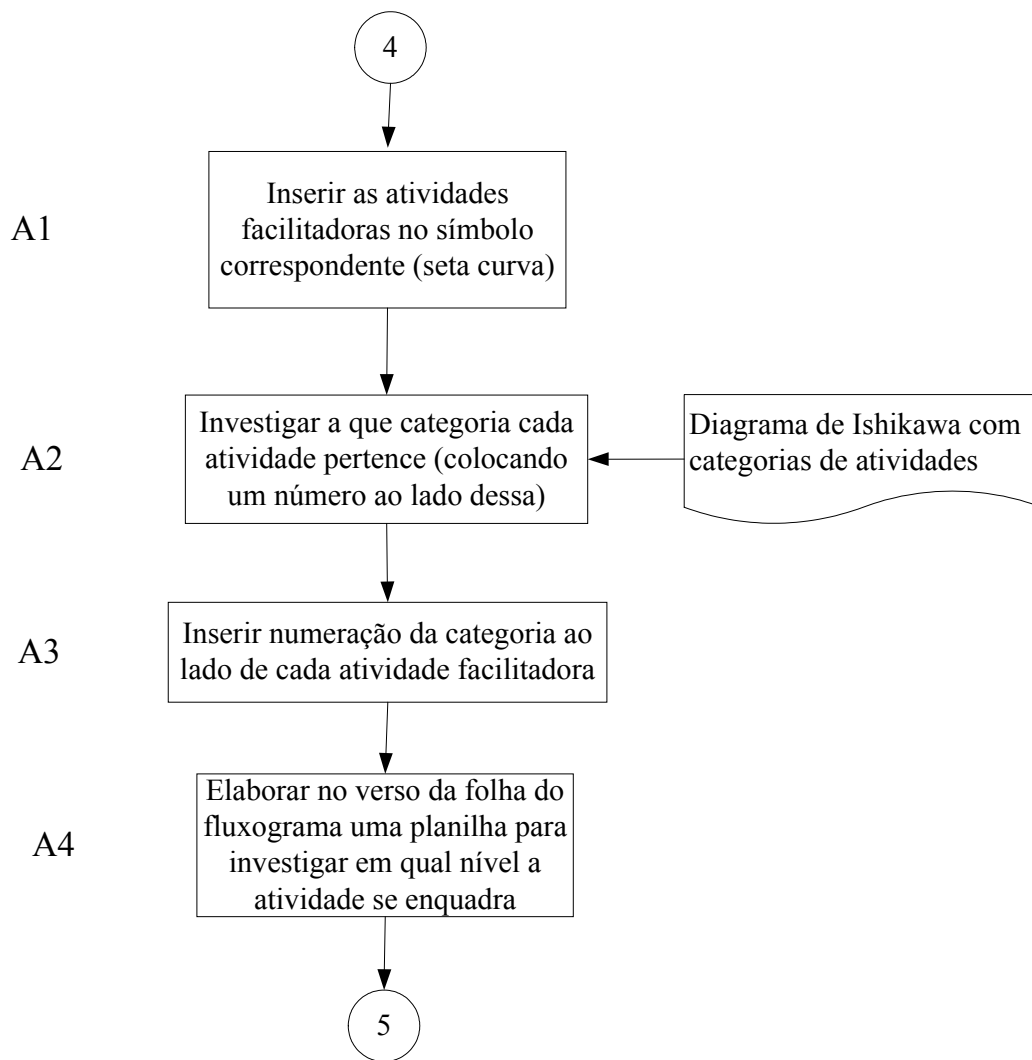 4
A1
Inserir as atividades
facilitadoras no símbolo
correspondente (seta curva)
A2
Investigar a que categoria cada
atividade pertence (colocando
um número ao lado dessa)
Diagrama de Ishikawa com
categorias de atividades
A3
Inserir numeração da categoria ao
lado de cada atividade facilitadora
A4
Elaborar no verso da folha do
fluxograma uma planilha para
investigar em qual nível a
atividade se enquadra
5